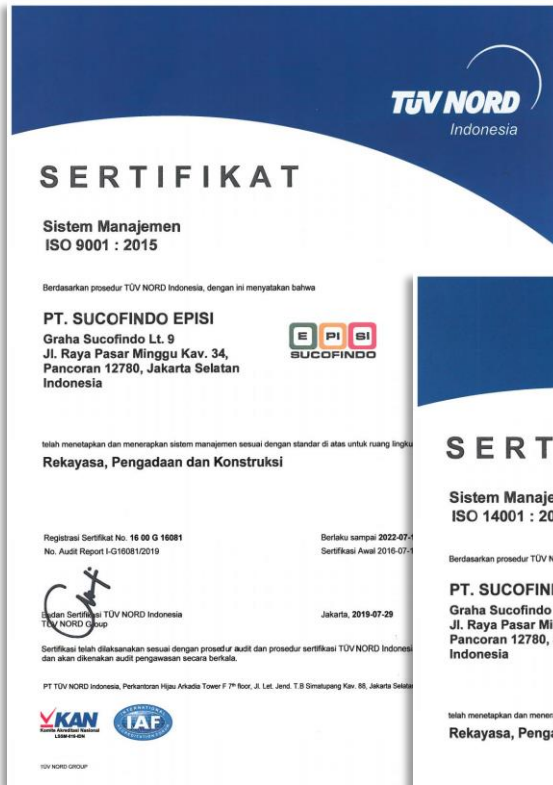 TÜV NORD
Indonesia
SERTIFIKAT
Sistem Manajemen
ISO 9001 : 2015
Berdasarkan prosedur TÜV NORD Indonesia, dengan ini menyatakan bahwa
PT. SUCOFINDO EPISI
Graha Sucofindo Lt. 9
Jl. Raya Pasar Minggu Kav. 34,
Pancoran 12780, Jakarta Selatan
Indonesia
E PI SI
SUCOFINDO
telah menetapkan dan menerapkan sistem manajemen sesuai dengan standar di atas untuk ruang lingku
Rekayasa, Pengadaan dan Konstruksi
Registrasi Sertifikat No. 16 00 G 16081
No. Audit Report I-G16081/2019
Berlaku sampai 2022-07-1
Sertifikasi Awal 2016-07-1
Badan Sertifikasi TÜV NORD Indonesia
TÜV NORD Group
Jakarta, 2019-07-29
Sertifikasi telah dilaksanakan sesuai dengan prosedur audit dan prosedur sertifikasi TÜV NORD Indonesi
dan akan dikenakan audit pengawasan secara berkala.
PT TÜV NORD Indonesia, Perkantoran Hijau Arkadia Tower F 7th floor, Jl. Let. Jend. T.B Simatupang Kav. 88, Jakarta Selata
KAN
Komite Akreditasi Nasional
IAF
TÜV NORD GROUP
SERT
Sistem Manaje
ISO 14001 : 20
Berdasarkan prosedur TÜV N
PT. SUCOFIN
Graha Sucofindo
Jl. Raya Pasar Mi
Pancoran 12780,
Indonesia
telah menetapkan dan mener
Rekayasa, Penga